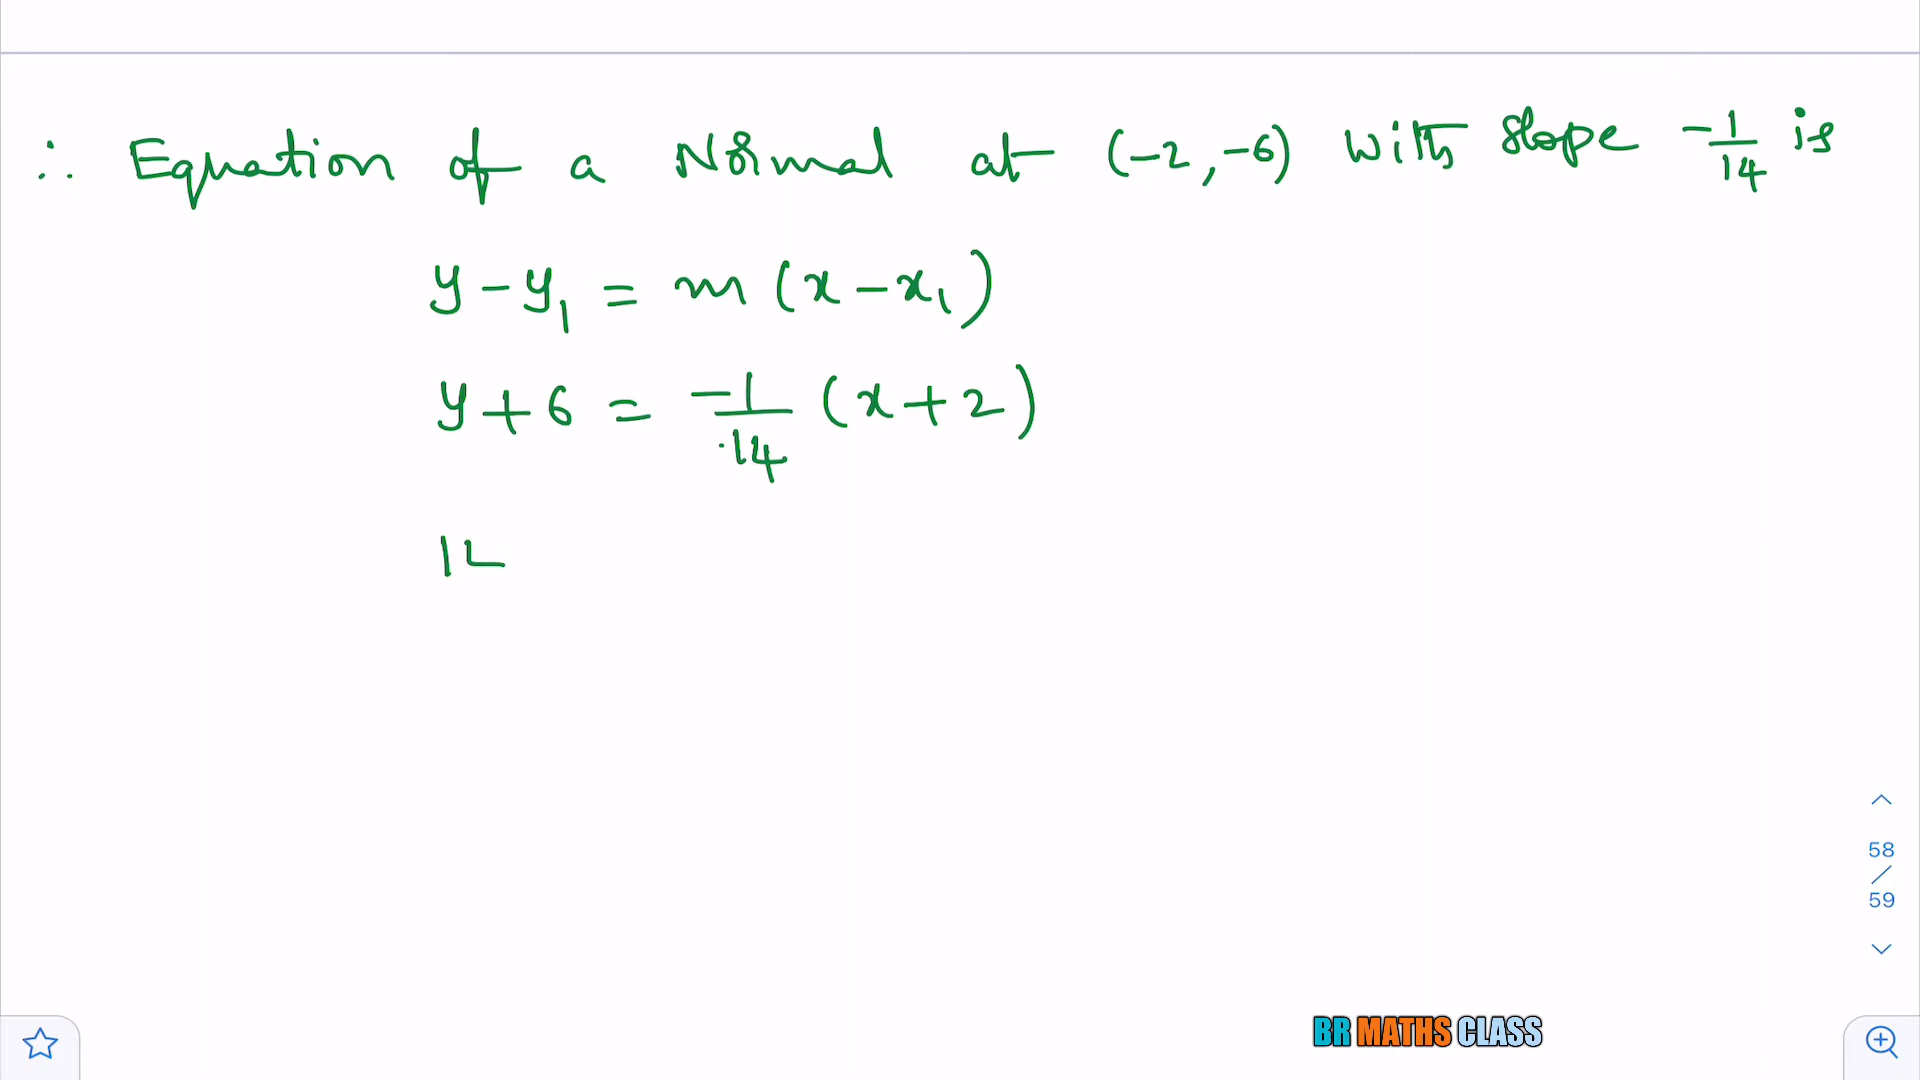 ∴ Equation of a Normal at (-2, -6) with slope -1/14 is
y - y₁ = m (x - x₁)
y + 6 = -1/14 (x + 2)
58
/
59
BR MATHS CLASS